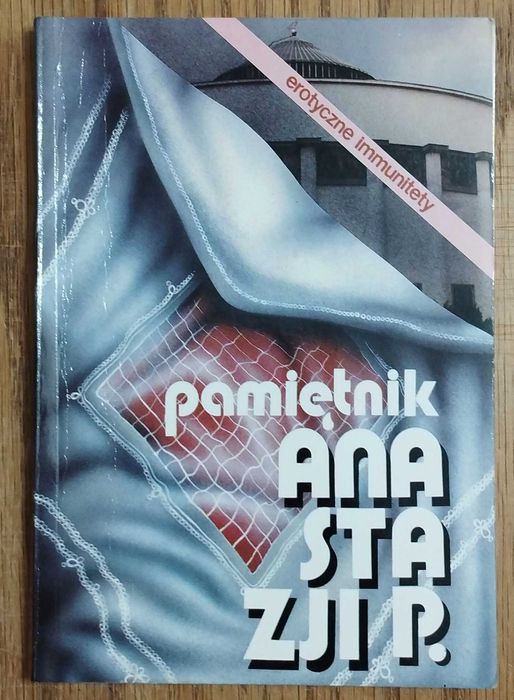 erotyczne immunitety
pamiętnik
ANA
STA
ZJI P.